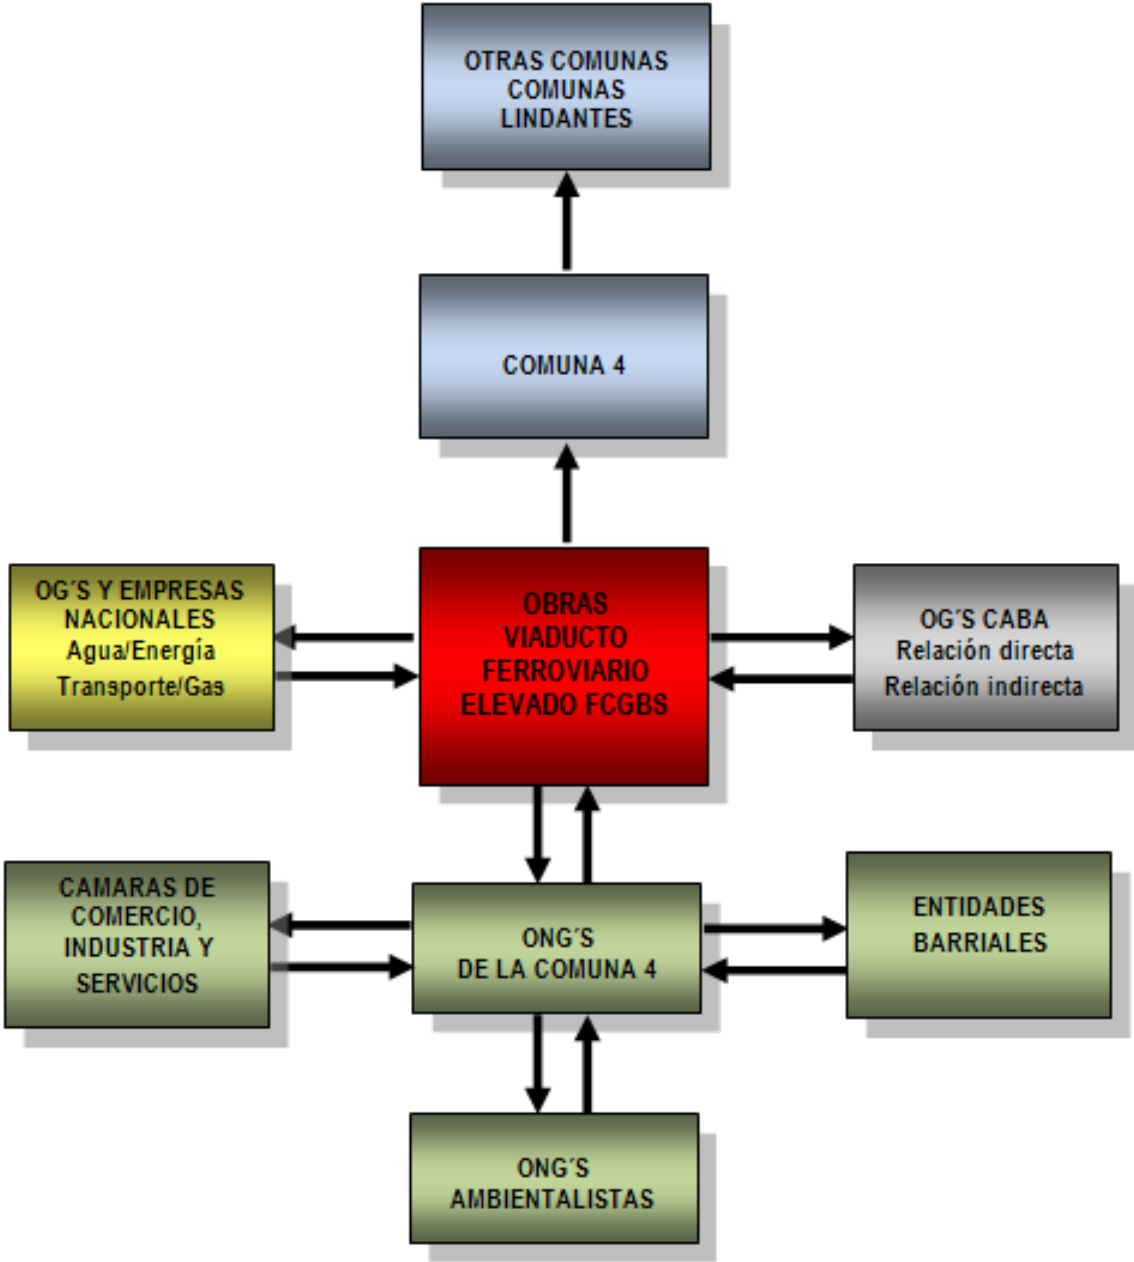 OTRAS COMUNAS
COMUNAS
LINDANTES
COMUNA 4
OG´S Y EMPRESAS
NACIONALES
Agua/Energía
Transporte/Gas
OBRAS
VIADUCTO
FERROVIARIO
ELEVADO FCGBS
OG´S CABA
Relación directa
Relación indirecta
CAMARAS DE
COMERCIO,
INDUSTRIA Y
SERVICIOS
ONG´S
DE LA COMUNA 4
ENTIDADES
BARRIALES
ONG´S
AMBIENTALISTAS